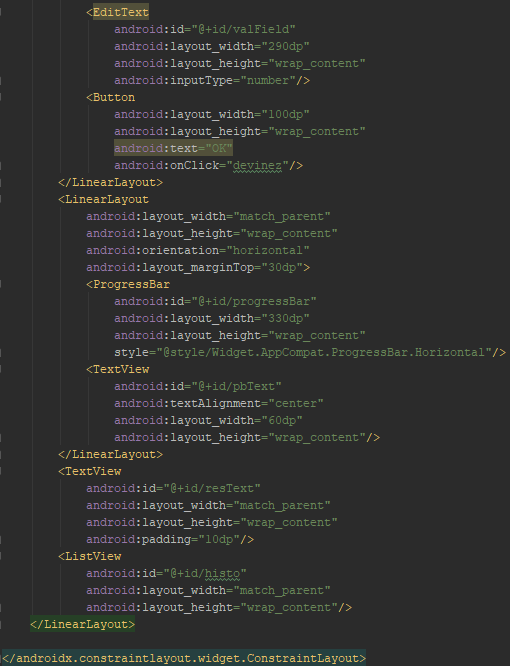 <EditText
android:id="@+id/valField"
android:layout_width="290dp"
android:layout_height="wrap_content"
android:inputType="number"/>
<Button
android:layout_width="100dp"
android:layout_height="wrap_content"
android:text="OK"
android:onClick="devinez"/>
</LinearLayout>
<LinearLayout
android:layout_width="match_parent"
android:layout_height="wrap_content"
android:orientation="horizontal"
android:layout_marginTop="30dp">
<ProgressBar
android:id="@+id/progressBar"
android:layout_width="330dp"
android:layout_height="wrap_content"
style="@style/Widget.AppCompat.ProgressBar.Horizontal"/>
<TextView
android:id="@+id/pbText"
android:textAlignment="center"
android:layout_width="60dp"
android:layout_height="wrap_content"/>
</LinearLayout>
<TextView
android:id="@+id/resText"
android:layout_width="match_parent"
android:layout_height="wrap_content"
android:padding="10dp"/>
<ListView
android:id="@+id/histo"
android:layout_width="match_parent"
android:layout_height="wrap_content"/>
</LinearLayout>
</androidx.constraintlayout.widget.ConstraintLayout>